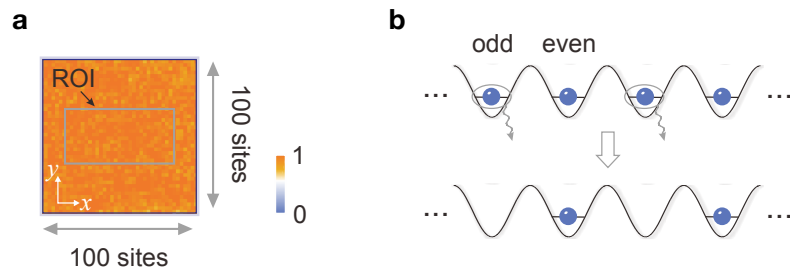 a
ROI
y
x
100 sites
100 sites
1
0
b
odd even
... ...
... ...